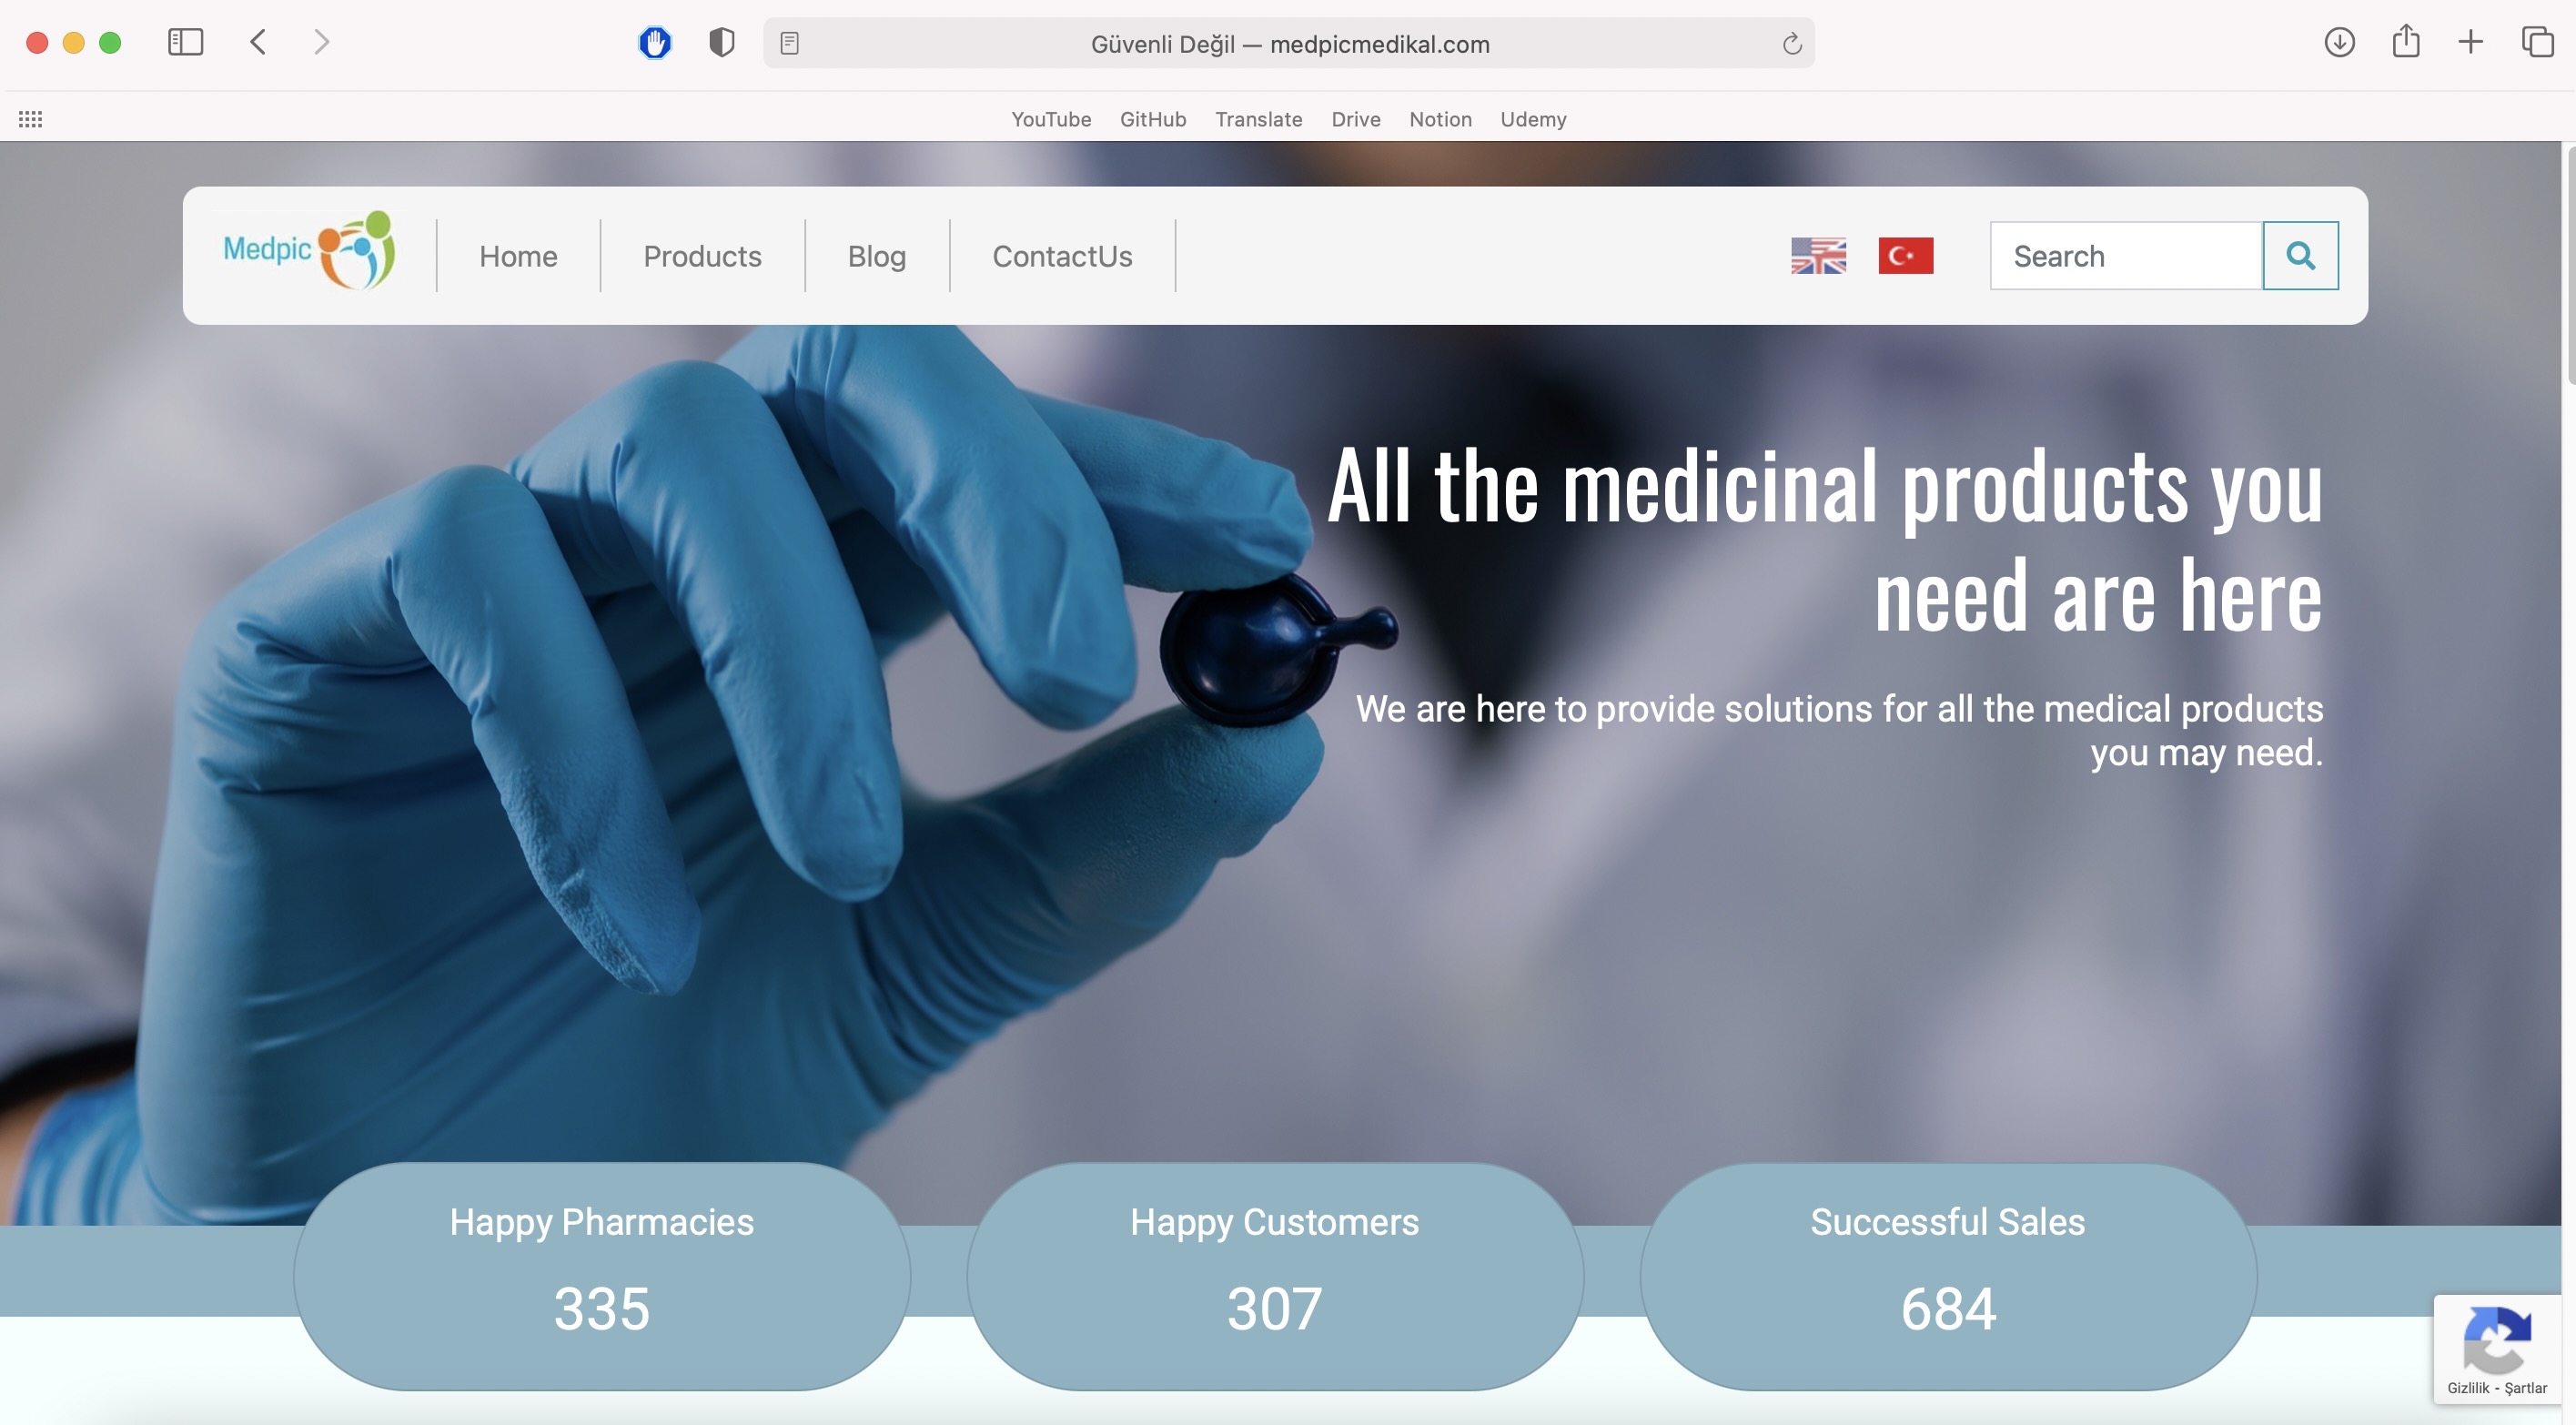 Güvenli Değil — medpicmedikal.com
YouTube GitHub Translate Drive Notion Udemy
Medpic
Home
Products
Blog
ContactUs
Search
All the medicinal products you
need are here
We are here to provide solutions for all the medical products
you may need.
Happy Pharmacies
335
Happy Customers
307
Successful Sales
684
Gizlilik - Şartlar